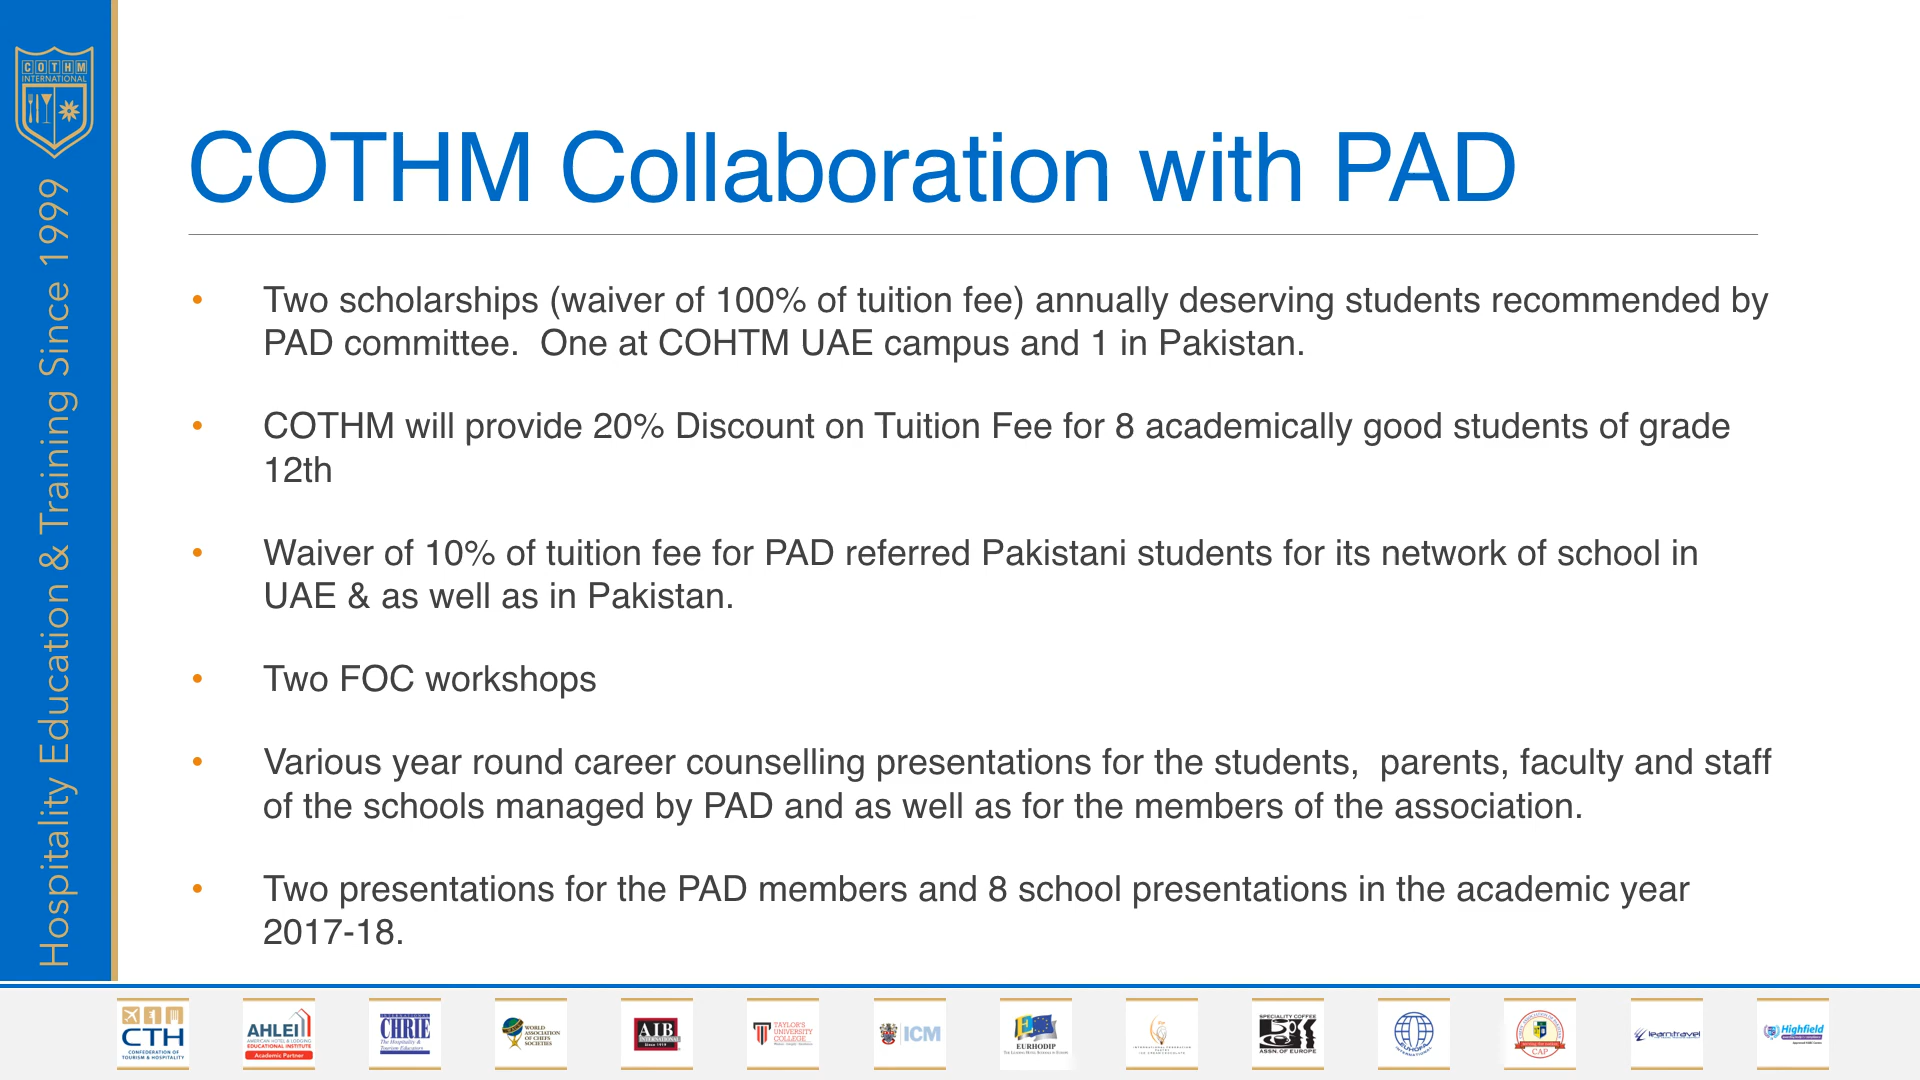 COTHM
INTERNATIONAL
Hospitality Education & Training Since 1999
COTHM Collaboration with PAD
• Two scholarships (waiver of 100% of tuition fee) annually deserving students recommended by
PAD committee.  One at COHTM UAE campus and 1 in Pakistan.
• COTHM will provide 20% Discount on Tuition Fee for 8 academically good students of grade
12th
• Waiver of 10% of tuition fee for PAD referred Pakistani students for its network of school in
UAE & as well as in Pakistan.
• Two FOC workshops
• Various year round career counselling presentations for the students,  parents, faculty and staff
of the schools managed by PAD and as well as for the members of the association.
• Two presentations for the PAD members and 8 school presentations in the academic year
2017-18.
CTH
CONFEDERATION OF
TOURISM & HOSPITALITY
AHLEI
AMERICAN HOTEL & LODGING
EDUCATIONAL INSTITUTE
Academic Partner
INTERNATIONAL
CHRIE
The Hospitality &
Tourism Educators
WORLD
ASSOCIATION
OF CHEFS
SOCIETIES
AIB
INTERNATIONAL
Since 1919
TAYLOR'S
UNIVERSITY
COLLEGE
ICM
EURHODIP
SPECIALITY COFFEE
ASSN. OF EUROPE
EUROPA
INTERNATIONAL
CAP
learntravel
Highfield